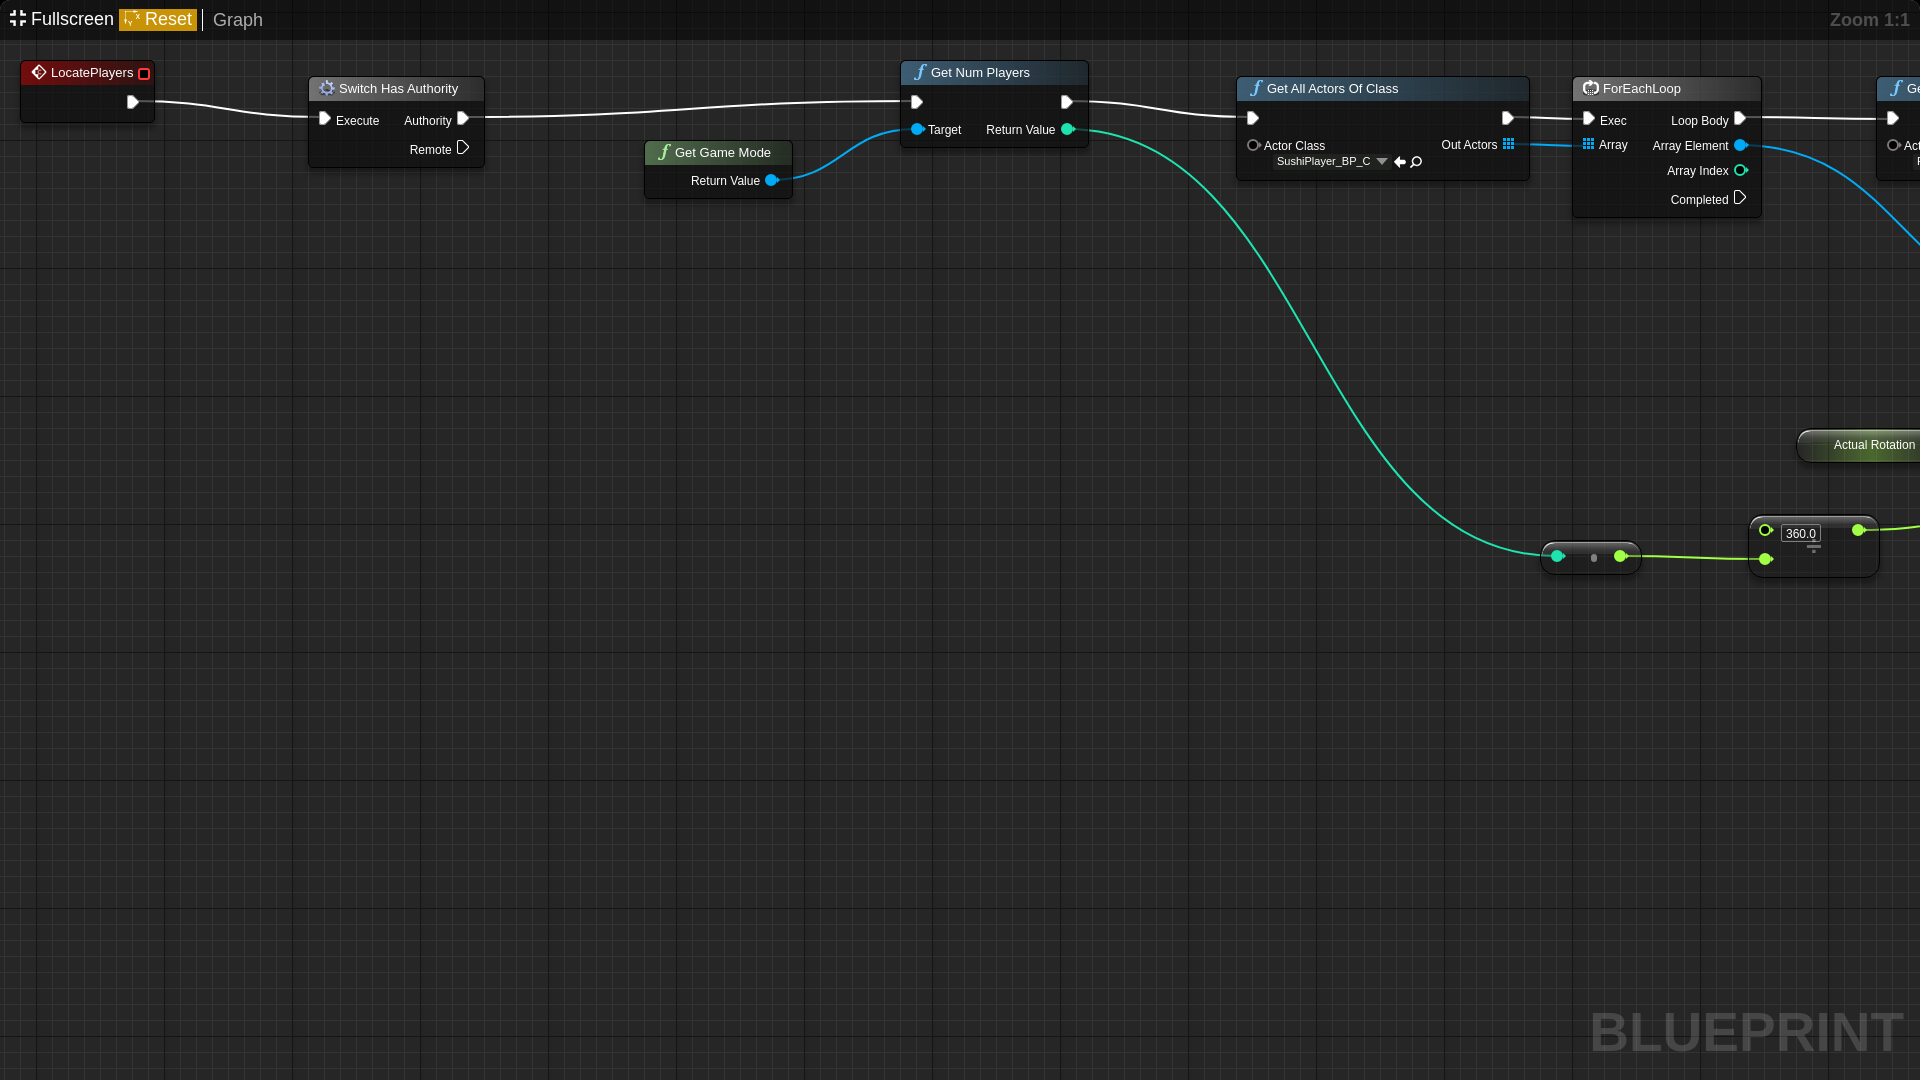 Fullscreen Reset Graph Zoom 1:1
LocatePlayers
Switch Has Authority
Execute Authority
Remote
Get Game Mode
Return Value
Get Num Players
Target Return Value
Get All Actors Of Class
Actor Class Out Actors
SushiPlayer_BP_C
ForEachLoop
Exec Loop Body
Array Array Element
Array Index
Completed
Actual Rotation
360.0
BLUEPRINT